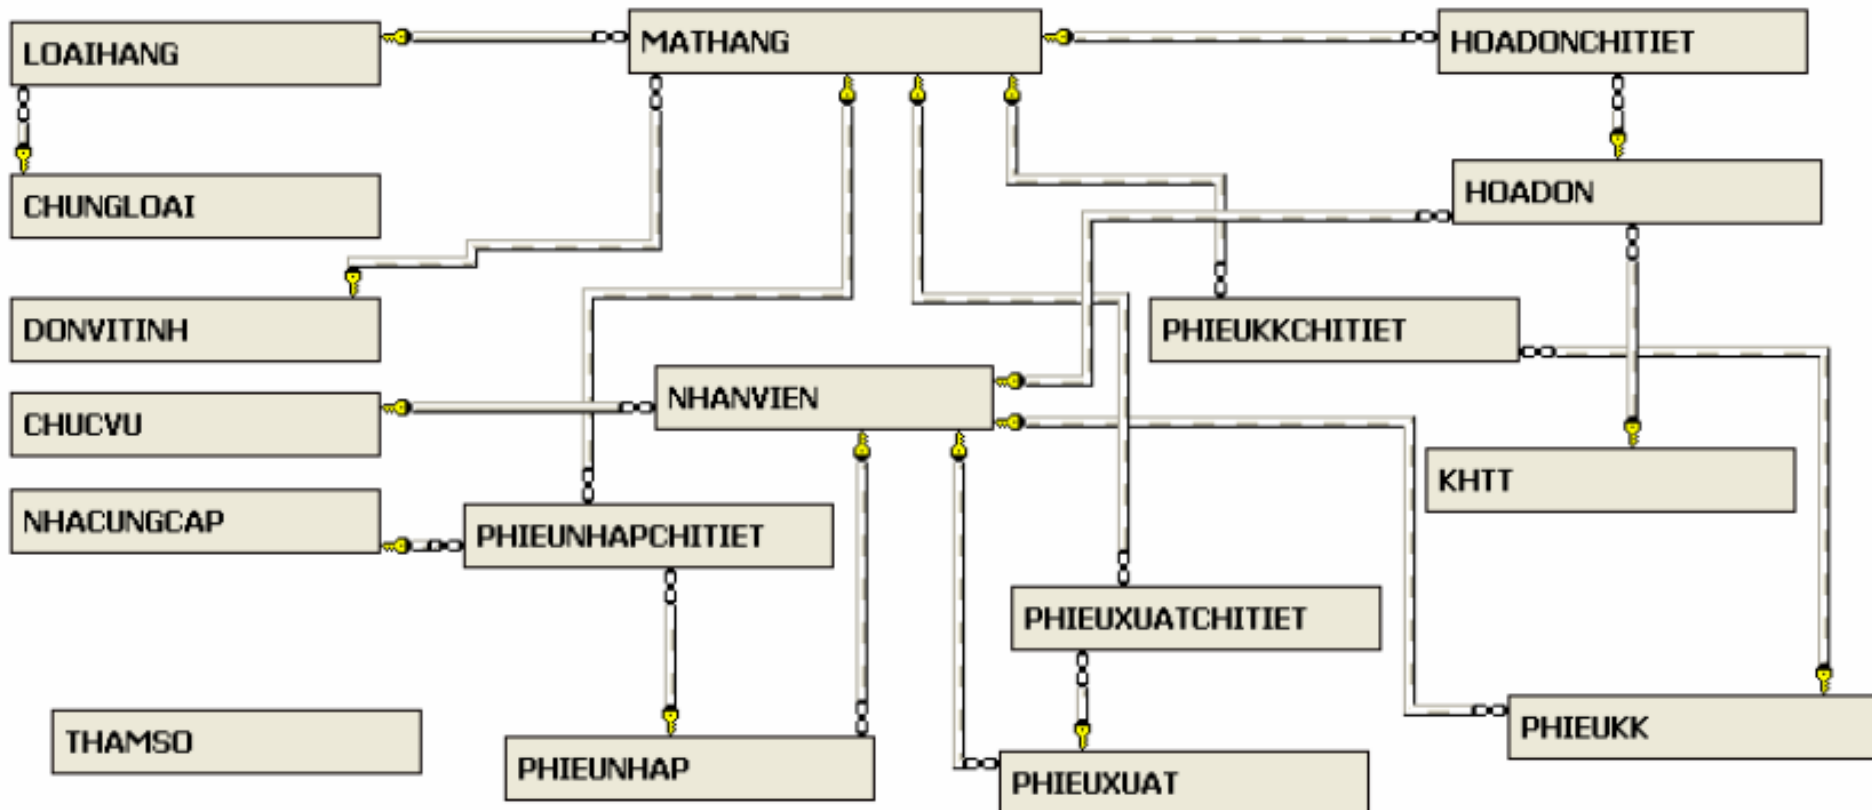 LOAIHANG
MATHANG
HOADONCHITIET
CHUNGLOAI
HOADON
DONVITINH
PHIEUKKCHITIET
NHANVIEN
CHUCVU
KHTT
NHACUNGCAP
PHIEUNHAPCHITIET
PHIEUXUATCHITIET
THAMSO
PHIEUNHAP
PHIEUXUAT
PHIEUKK